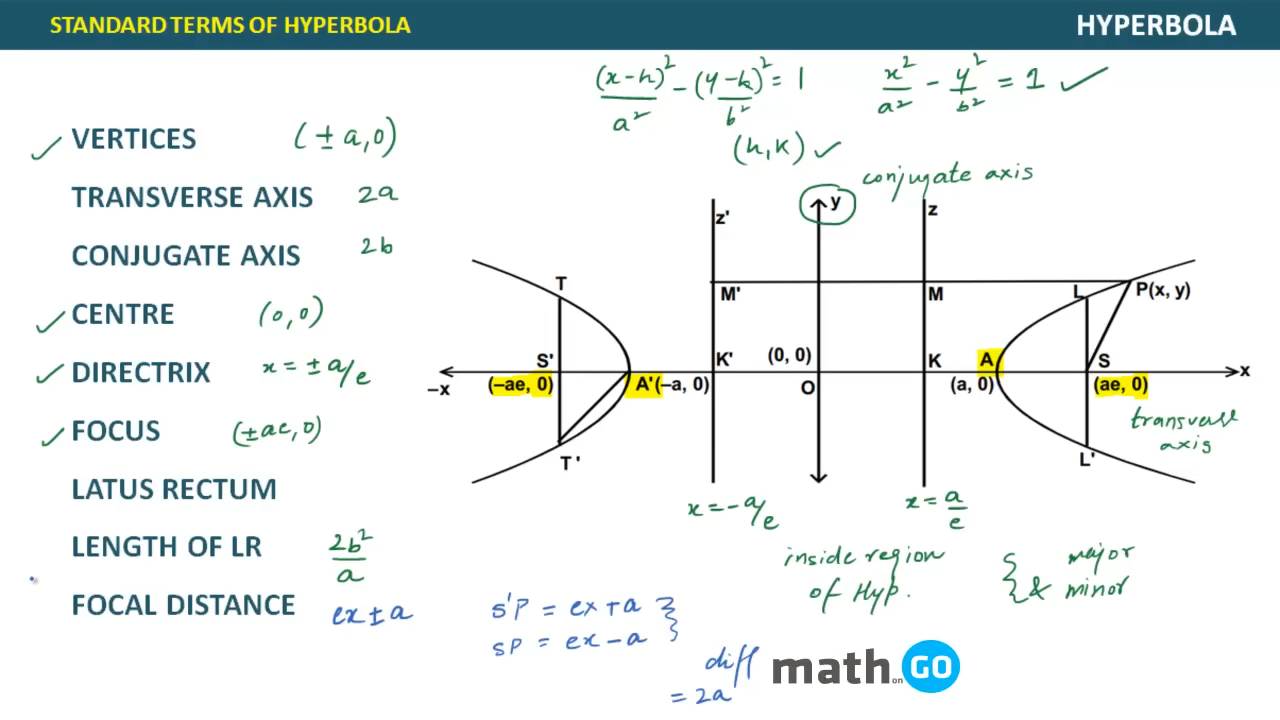 STANDARD TERMS OF HYPERBOLA
HYPERBOLA
(x-h)²/a² - (y-k)²/b² = 1
x²/a² - y²/b² = 1 ✓
(h, k) ✓
✓ VERTICES (± a, 0)
TRANSVERSE AXIS 2a
CONJUGATE AXIS 2b
✓ CENTRE (0, 0)
✓ DIRECTRIX x = ± a/e
✓ FOCUS (± ae, 0)
LATUS RECTUM
LENGTH OF LR 2b²/a
FOCAL DISTANCE ex ± a
conjugate axis
z' y z
T M' M L P(x, y)
S' K' (0, 0) K A S
–x (–ae, 0) A'(–a, 0) O (a, 0) (ae, 0) x
transverse
axis
T' L'
x = -a/e
x = a/e
inside region
of Hyp.
} major
& minor
s'p = ex + a }
sp = ex - a
diff
= 2a
math on GO